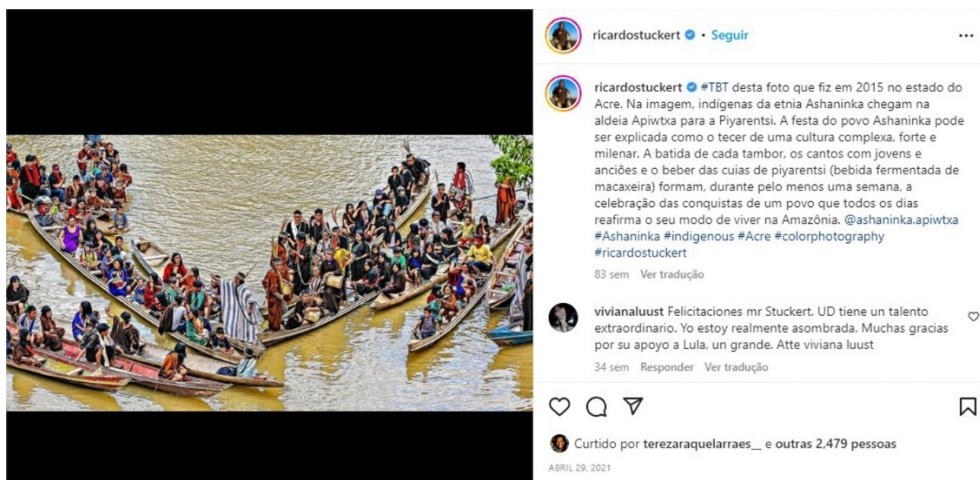 ricardostuckert • Seguir
ricardostuckert #TBT desta foto que fiz em 2015 no estado do
Acre. Na imagem, indígenas da etnia Ashaninka chegam na
aldeia Apiwtxa para a Piyarentsi. A festa do povo Ashaninka pode
ser explicada como o tecer de uma cultura complexa, forte e
milenar. A batida de cada tambor, os cantos com jovens e
anciões e o beber das cuias de piyarentsi (bebida fermentada de
macaxeira) formam, durante pelo menos uma semana, a
celebração das conquistas de um povo que todos os dias
reafirma o seu modo de viver na Amazônia. @ashaninka.apiwtxa
#Ashaninka #indigenous #Acre #colorphotography
#ricardostuckert
83 sem Ver tradução
vivianaluust Felicitaciones mr Stuckert. UD tiene un talento
extraordinario. Yo estoy realmente asombrada. Muchas gracias
por su apoyo a Lula, un grande. Atte viviana luust
34 sem Responder Ver tradução
Curtido por terezaraquelarraes__ e outras 2,479 pessoas
ABRIL 29, 2021